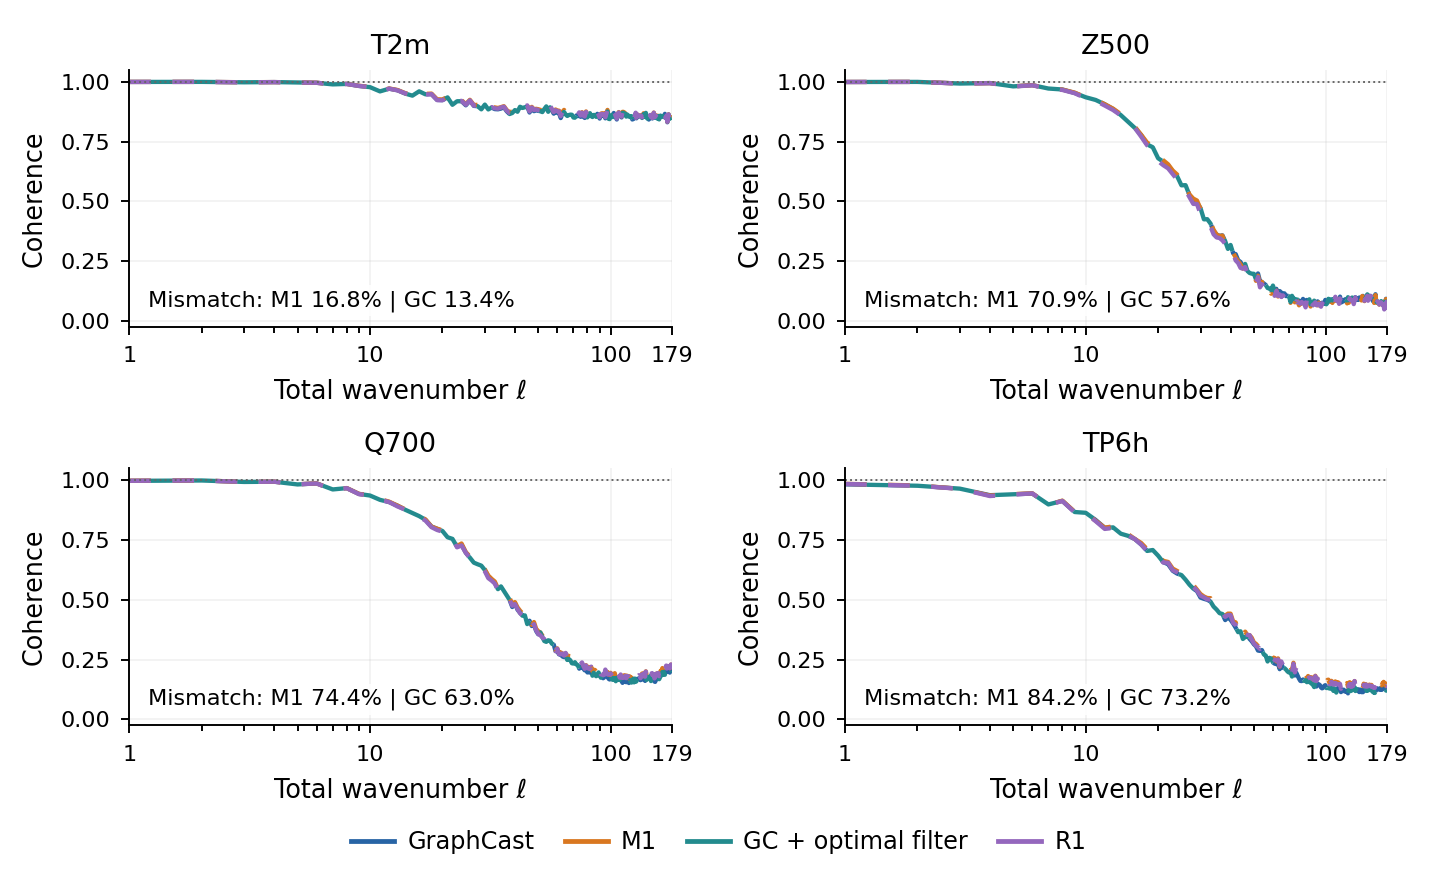 T2m
Z500
1.00
0.75
0.50
0.25
0.00
Coherence
Mismatch: M1 16.8% | GC 13.4%
1
10
100
179
Total wavenumber ℓ
1.00
0.75
0.50
0.25
0.00
Coherence
Mismatch: M1 70.9% | GC 57.6%
1
10
100
179
Total wavenumber ℓ
Q700
TP6h
1.00
0.75
0.50
0.25
0.00
Coherence
Mismatch: M1 74.4% | GC 63.0%
1
10
100
179
Total wavenumber ℓ
1.00
0.75
0.50
0.25
0.00
Coherence
Mismatch: M1 84.2% | GC 73.2%
1
10
100
179
Total wavenumber ℓ
GraphCast
M1
GC + optimal filter
R1